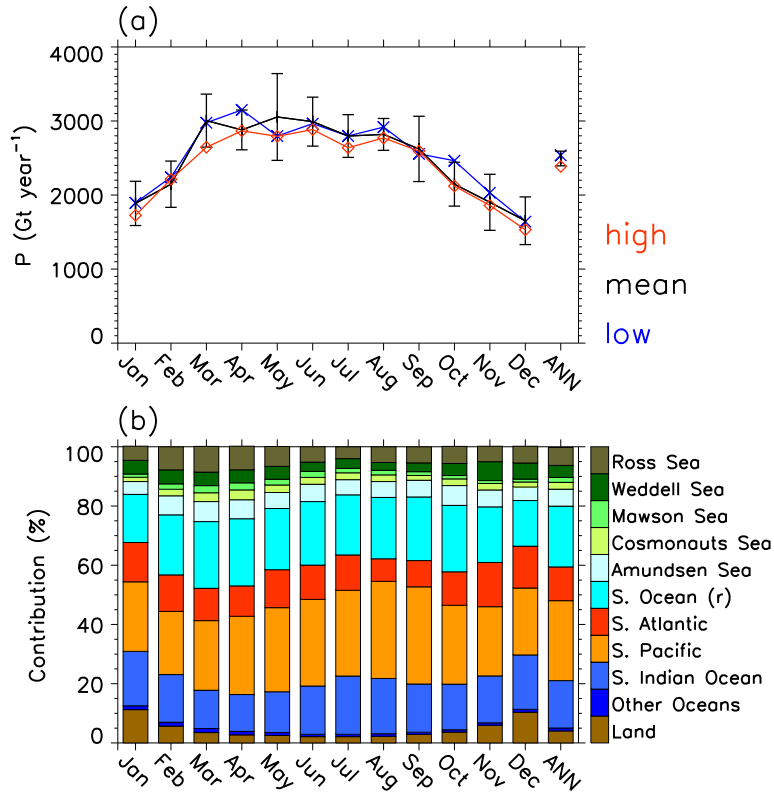 (a)
P (Gt year⁻¹)
4000
3000
2000
1000
0
Jan Feb Mar Apr May Jun Jul Aug Sep Oct Nov Dec ANN
high
mean
low
(b)
Contribution (%)
100
80
60
40
20
0
Jan Feb Mar Apr May Jun Jul Aug Sep Oct Nov Dec ANN
Ross Sea
Weddell Sea
Mawson Sea
Cosmonauts Sea
Amundsen Sea
S. Ocean (r)
S. Atlantic
S. Pacific
S. Indian Ocean
Other Oceans
Land